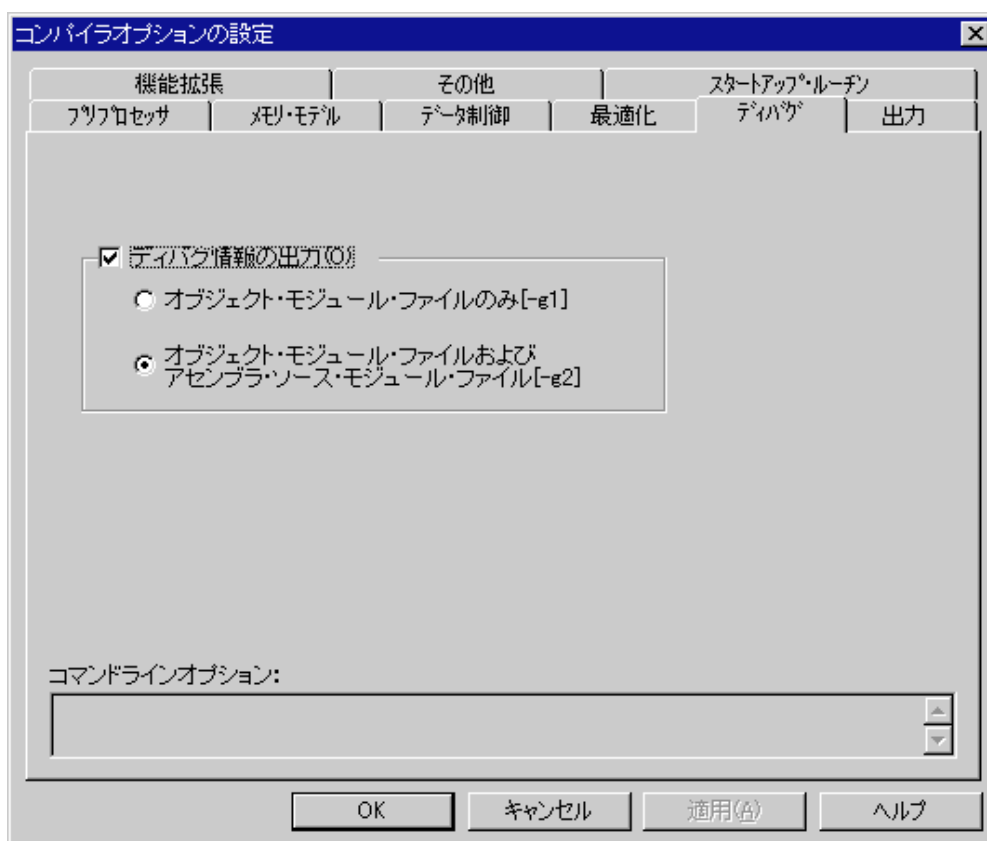 コンパイラオプションの設定
機能拡張
その他
スタートアップ・ルーチン
プリプロセッサ
メモリ・モデル
データ制御
最適化
ディバグ
出力
ディバグ情報の出力(O)
オブジェクト・モジュール・ファイルのみ[-g1]
オブジェクト・モジュール・ファイルおよび
アセンブラ・ソース・モジュール・ファイル[-g2]
コマンドラインオプション:
OK
キャンセル
適用(A)
ヘルプ